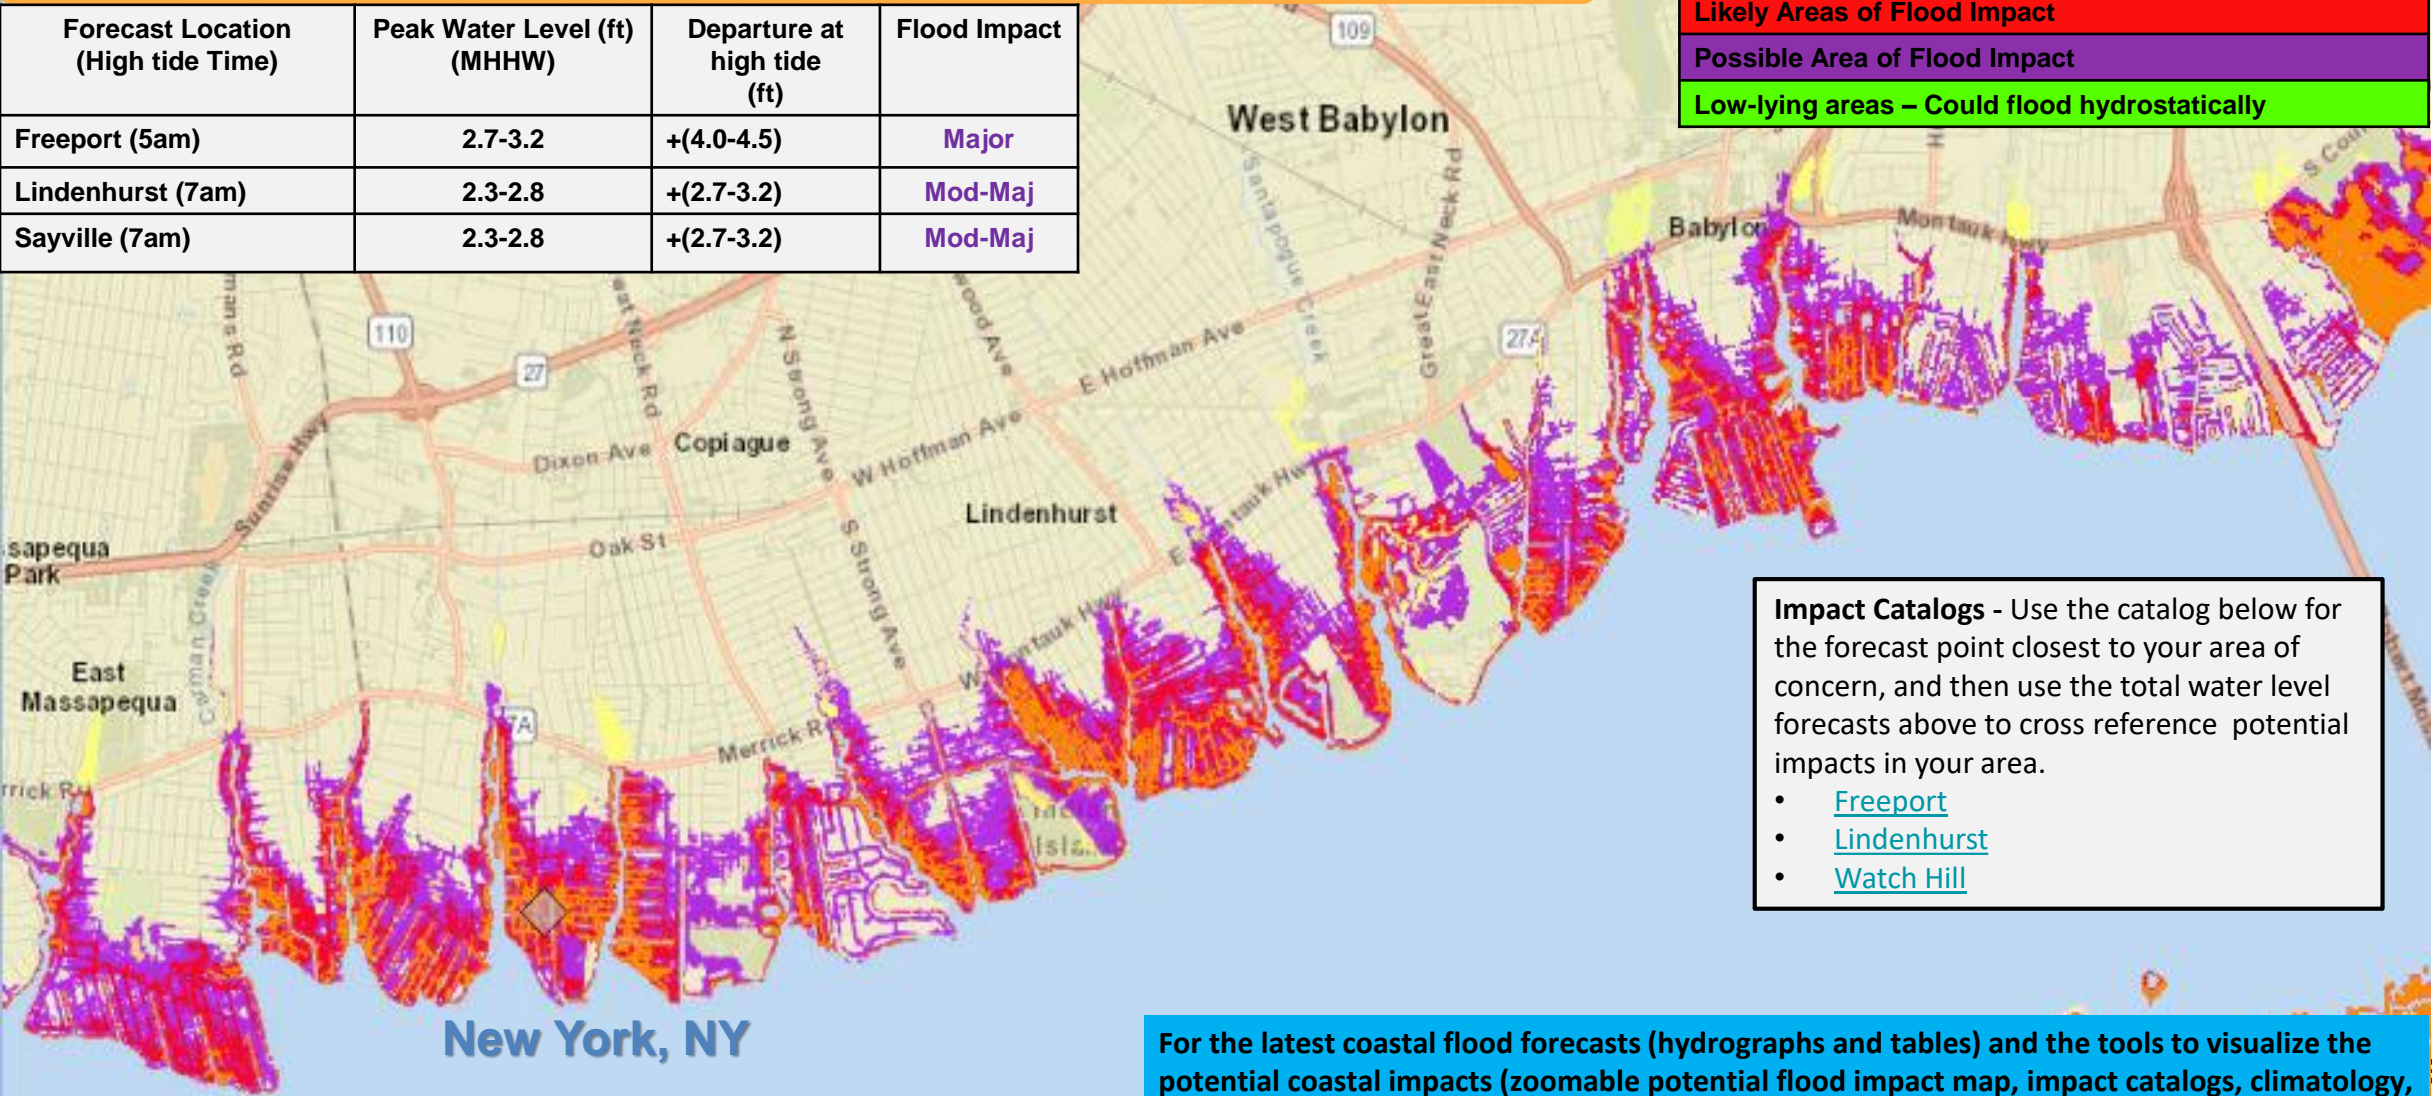 Forecast Location (High tide Time) Peak Water Level (ft) (MHHW) Departure at high tide (ft) Flood Impact
Freeport (5am) 2.7-3.2 +(4.0-4.5) Major
Lindenhurst (7am) 2.3-2.8 +(2.7-3.2) Mod-Maj
Sayville (7am) 2.3-2.8 +(2.7-3.2) Mod-Maj
Likely Areas of Flood Impact
Possible Area of Flood Impact
Low-lying areas – Could flood hydrostatically
109
West Babylon
Santapogue Creek
Great East Neck Rd
Babylon
Montauk Hwy
110
27
27A
N Strong Ave
E Hoffman Ave
Dixon Ave
Copiague
W Hoffman Ave
Sunrise Hwy
Lindenhurst
Oak St
S Strong Ave
Park
East
Massapequa
Carman Creek
7A
Merrick R
Impact Catalogs - Use the catalog below for
the forecast point closest to your area of
concern, and then use the total water level
forecasts above to cross reference potential
impacts in your area.
• Freeport
• Lindenhurst
• Watch Hill
New York, NY
For the latest coastal flood forecasts (hydrographs and tables) and the tools to visualize the
potential coastal impacts (zoomable potential flood impact map, impact catalogs, climatology,